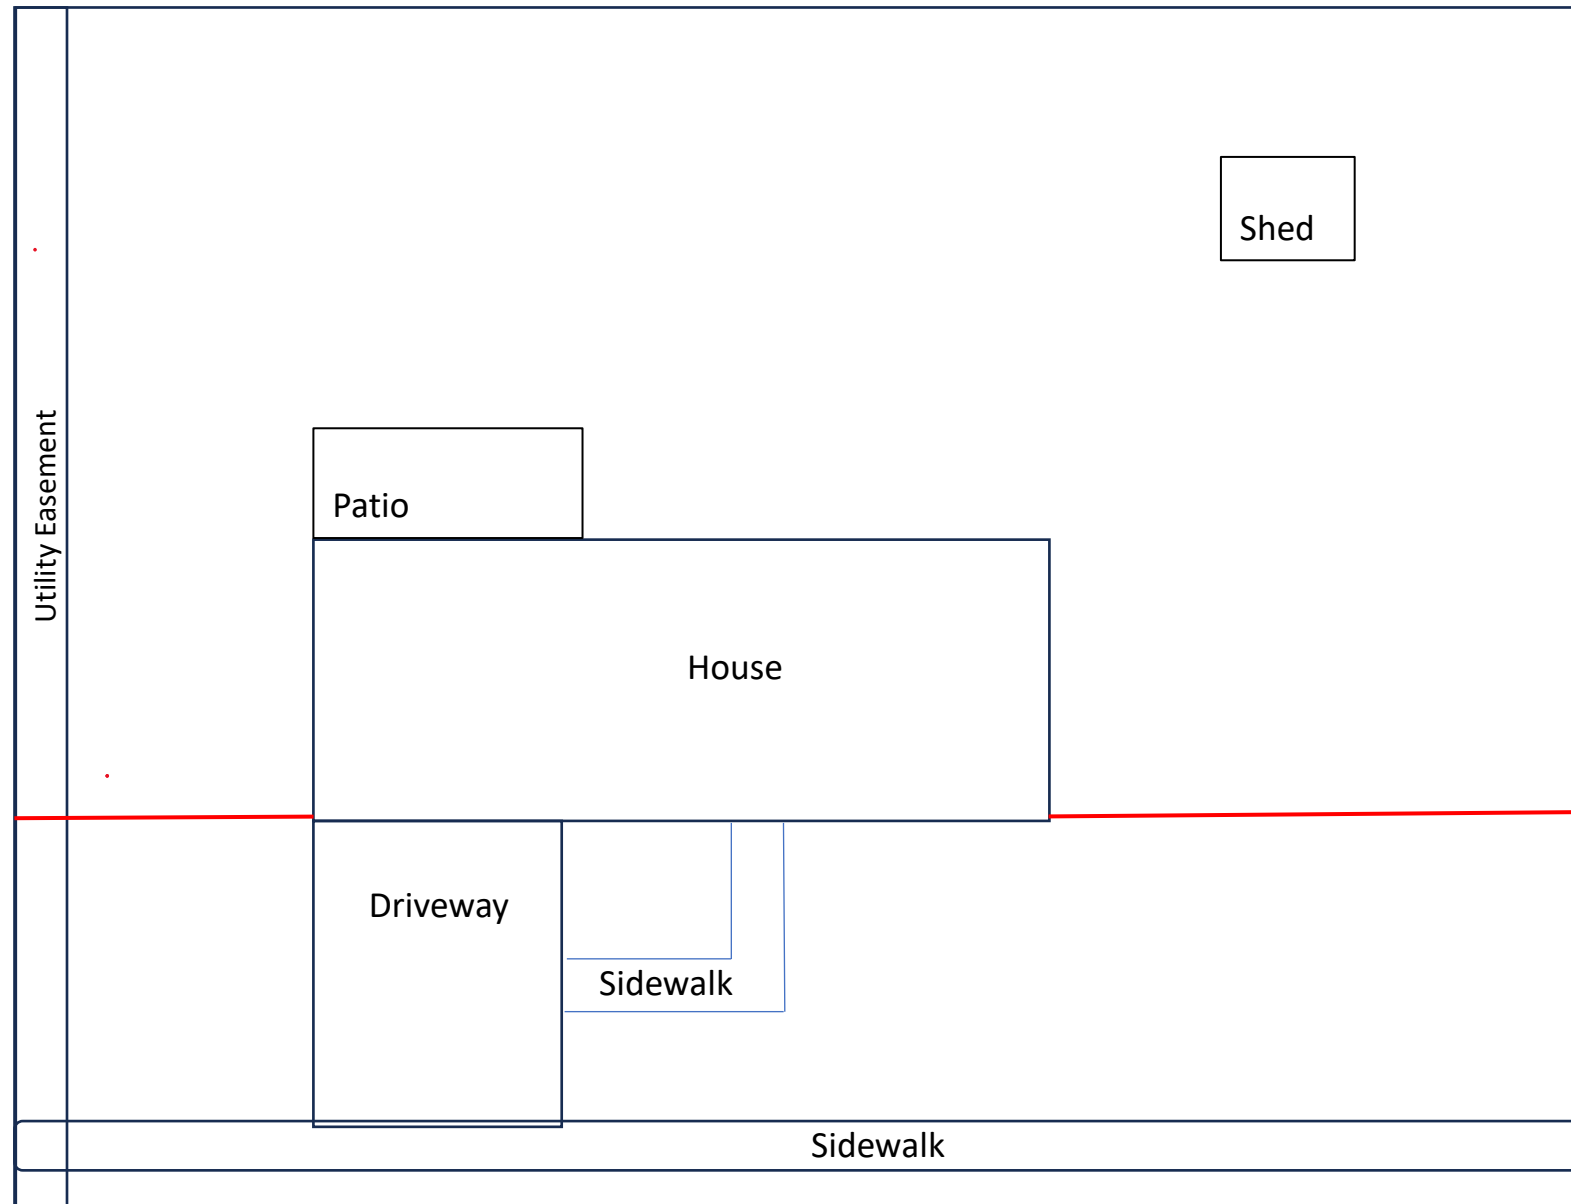 Shed
Utility Easement
Patio
House
Driveway
Sidewalk
Sidewalk